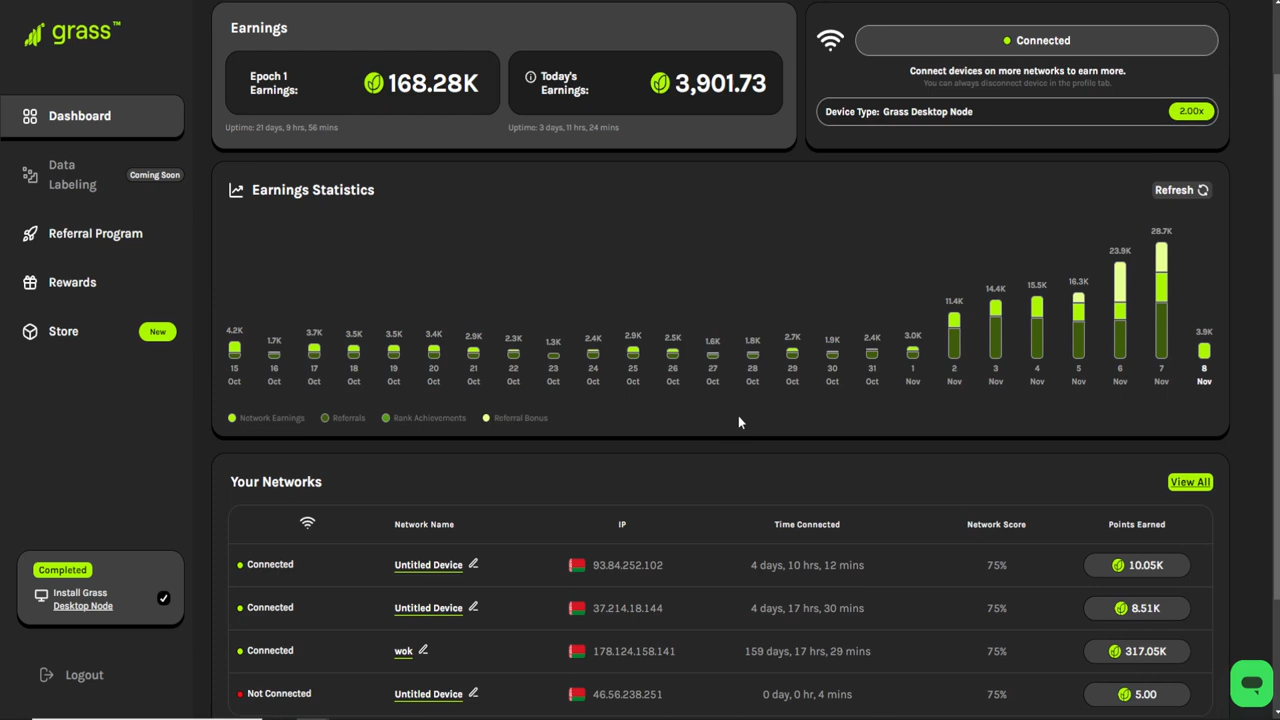 grass™
Dashboard
Data
Labeling
Coming Soon
Referral Program
Rewards
Store
New
Completed
Install Grass
Desktop Node
Logout
Earnings
Epoch 1
Earnings:
168.28K
Today's
Earnings:
3,901.73
Uptime: 21 days, 9 hrs, 56 mins
Uptime: 3 days, 11 hrs, 24 mins
Connected
Connect devices on more networks to earn more.
You can always disconnect device in the profile tab.
Device Type: Grass Desktop Node
2.00x
Earnings Statistics
Refresh
4.2K 1.7K 3.7K 3.5K 3.5K 3.4K 2.9K 2.3K 1.3K 2.4K 2.9K 2.5K 1.6K 1.8K 2.7K 1.9K 2.4K 3.0K 11.4K 14.4K 15.5K 16.3K 23.9K 28.7K 3.9K
15 16 17 18 19 20 21 22 23 24 25 26 27 28 29 30 31 1 2 3 4 5 6 7 8
Oct Oct Oct Oct Oct Oct Oct Oct Oct Oct Oct Oct Oct Oct Oct Oct Oct Nov Nov Nov Nov Nov Nov Nov Nov
Network Earnings Referrals Rank Achievements Referral Bonus
Your Networks
View All
Network Name IP Time Connected Network Score Points Earned
Connected Untitled Device 93.84.252.102 4 days, 10 hrs, 12 mins 75% 10.05K
Connected Untitled Device 37.214.18.144 4 days, 17 hrs, 30 mins 75% 8.51K
Connected wok 178.124.158.141 159 days, 17 hrs, 29 mins 75% 317.05K
Not Connected Untitled Device 46.56.238.251 0 day, 0 hr, 4 mins 75% 5.00